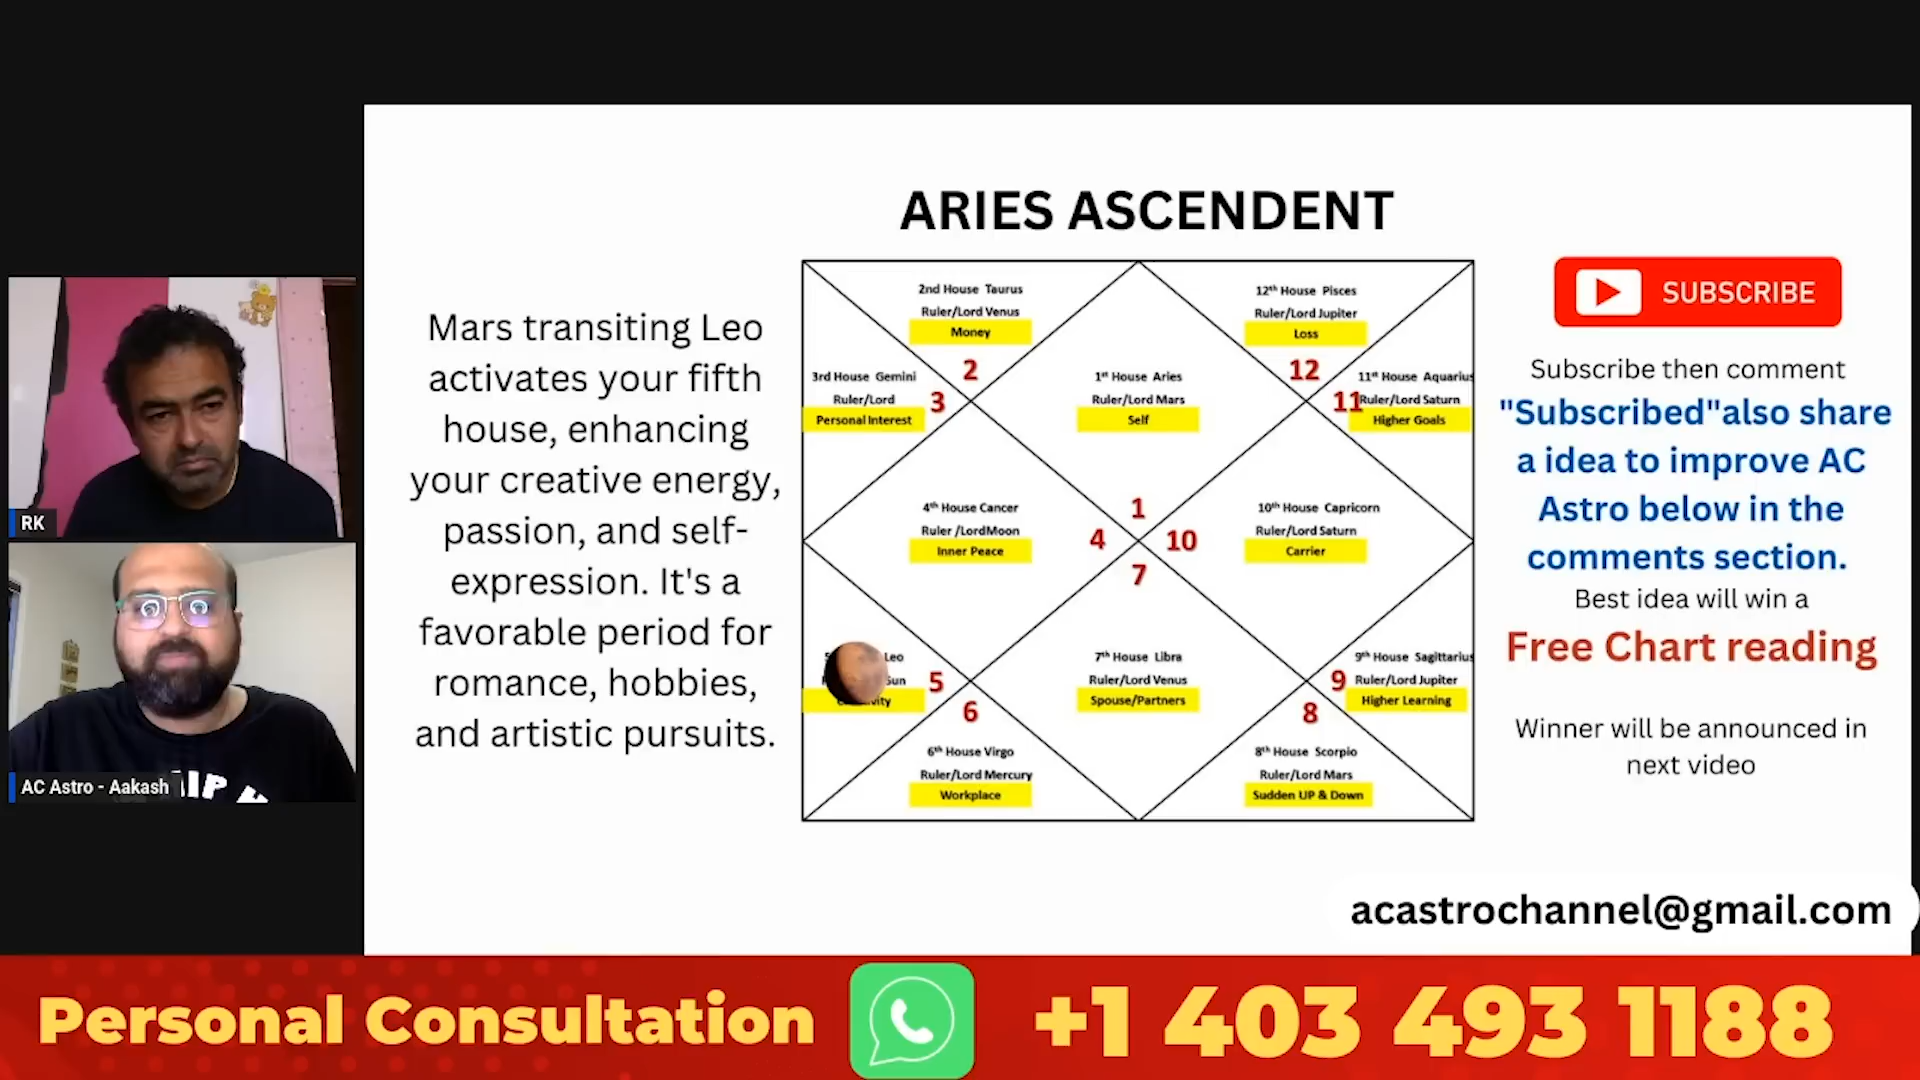 ARIES ASCENDENT
Mars transiting Leo
activates your fifth
house, enhancing
your creative energy,
passion, and self-
expression. It's a
favorable period for
romance, hobbies,
and artistic pursuits.
2nd House Taurus
Ruler/Lord Venus
Money
2
12th House Pisces
Ruler/Lord Jupiter
Loss
12
3rd House Gemini
Ruler/Lord
Personal Interest
3
1st House Aries
Ruler/Lord Mars
Self
1
11st House Aquarius
Ruler/Lord Saturn
Higher Goals
11
4th House Cancer
Ruler /LordMoon
Inner Peace
4
10th House Capricorn
Ruler/Lord Saturn
Carrier
10
7
Leo
5
7th House Libra
Ruler/Lord Venus
Spouse/Partners
9th House Sagittarius
Ruler/Lord Jupiter
Higher Learning
9
6
6th House Virgo
Ruler/Lord Mercury
Workplace
8
8th House Scorpio
Ruler/Lord Mars
Sudden UP & Down
SUBSCRIBE
Subscribe then comment
"Subscribed"also share
a idea to improve AC
Astro below in the
comments section.
Best idea will win a
Free Chart reading
Winner will be announced in
next video
acastrochannel@gmail.com
RK
AC Astro - Aakash
Personal Consultation
+1 403 493 1188